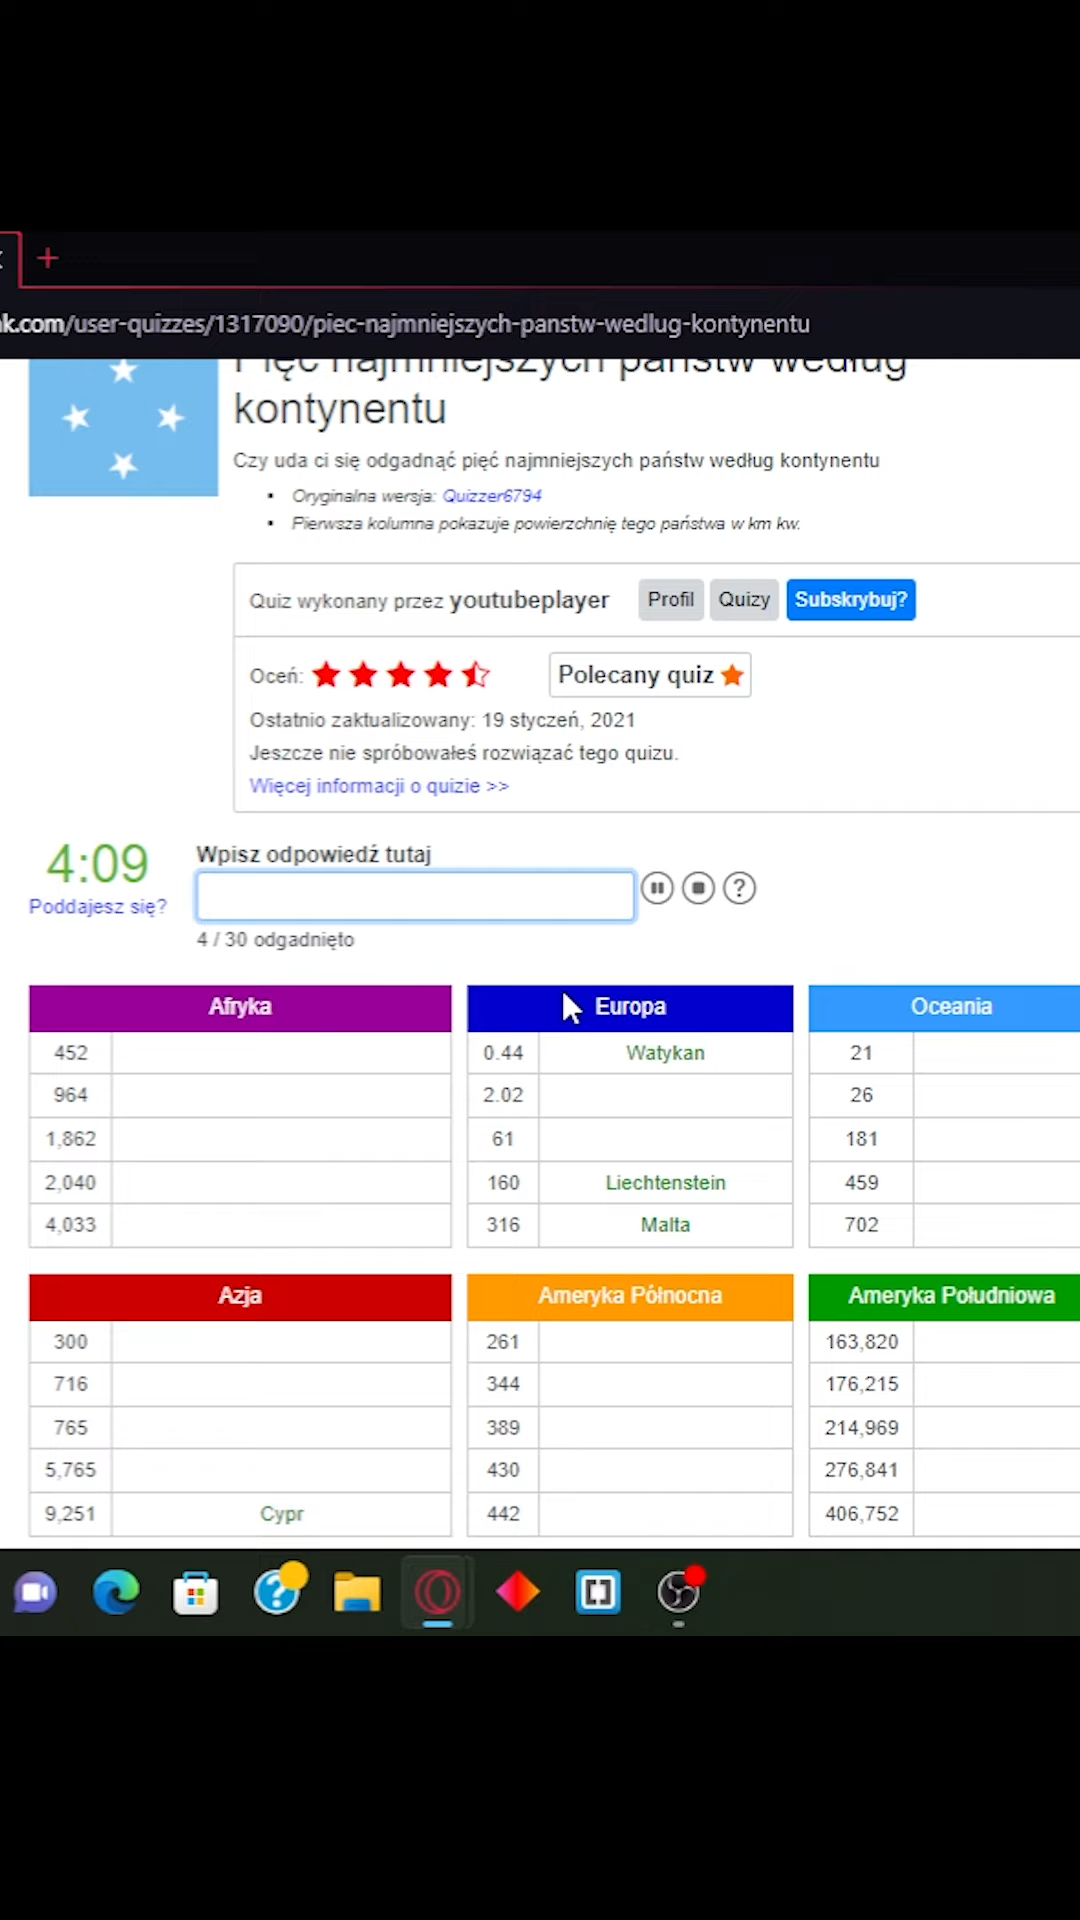 k.com/user-quizzes/1317090/piec-najmniejszych-panstw-wedlug-kontynentu
Pięć najmniejszych państw według
kontynentu
Czy uda ci się odgadnąć pięć najmniejszych państw według kontynentu
Oryginalna wersja: Quizzer6794
Pierwsza kolumna pokazuje powierzchnię tego państwa w km kw.
Quiz wykonany przez youtubeplayer Profil Quizy Subskrybuj?
Oceń: Polecany quiz
Ostatnio zaktualizowany: 19 styczeń, 2021
Jeszcze nie spróbowałeś rozwiązać tego quizu.
Więcej informacji o quizie >>
4:09
Poddajesz się?
Wpisz odpowiedź tutaj
?
4 / 30 odgadnięto
Afryka
452
964
1,862
2,040
4,033
Europa
0.44 Watykan
2.02
61
160 Liechtenstein
316 Malta
Oceania
21
26
181
459
702
Azja
300
716
765
5,765
9,251 Cypr
Ameryka Północna
261
344
389
430
442
Ameryka Południowa
163,820
176,215
214,969
276,841
406,752